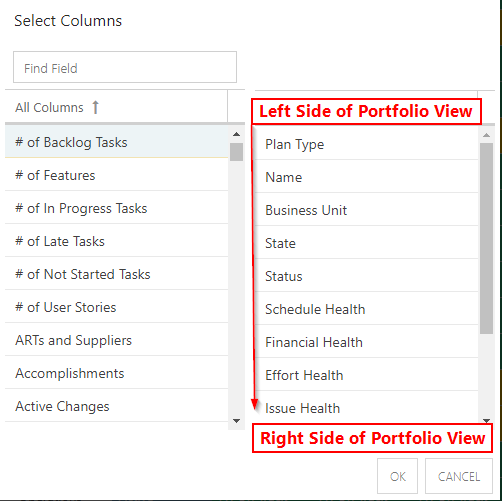 Select Columns
Find Field
All Columns ↑
# of Backlog Tasks
# of Features
# of In Progress Tasks
# of Late Tasks
# of Not Started Tasks
# of User Stories
ARTs and Suppliers
Accomplishments
Active Changes
Left Side of Portfolio View
Plan Type
Name
Business Unit
State
Status
Schedule Health
Financial Health
Effort Health
Issue Health
Right Side of Portfolio View
OK
CANCEL